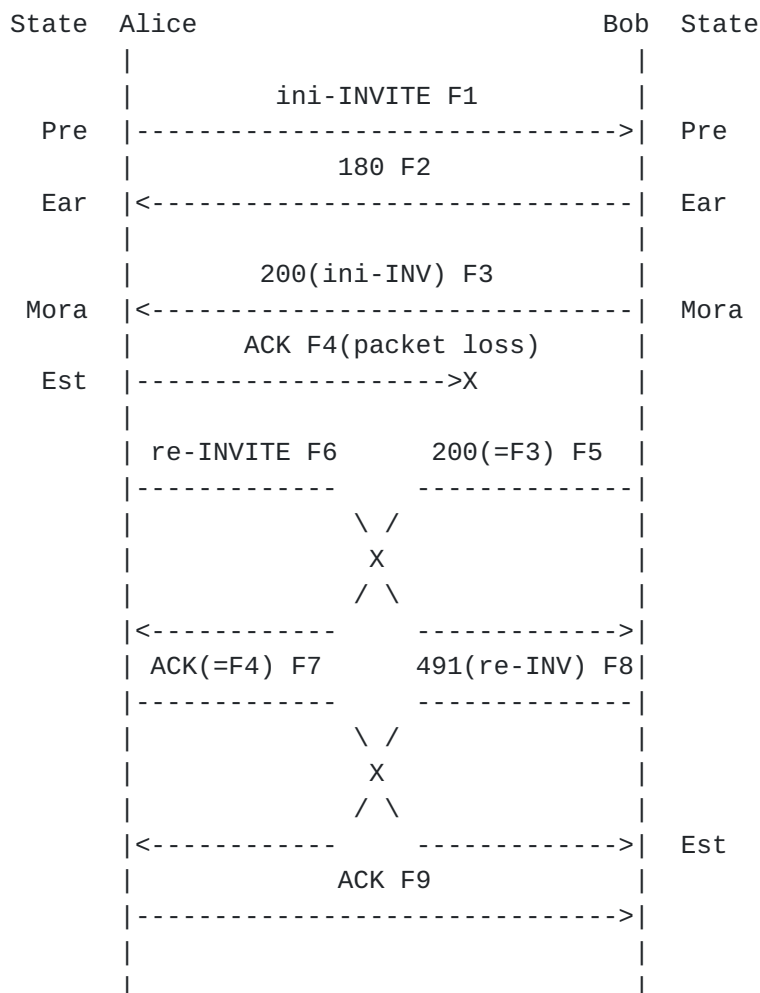 State  Alice                          Bob  State
       |                                |
       |         ini-INVITE F1          |
  Pre  |------------------------------->|  Pre
       |             180 F2             |
  Ear  |<-------------------------------|  Ear
       |                                |
       |        200(ini-INV) F3         |
 Mora  |<-------------------------------|  Mora
       |       ACK F4(packet loss)      |
  Est  |-------------------->X          |
       |                                |
       | re-INVITE F6      200(=F3) F5  |
       |-------------     --------------|
       |              \ /               |
       |               X                |
       |              / \               |
       |<------------     ------------->|
       | ACK(=F4) F7      491(re-INV) F8|
       |-------------     --------------|
       |              \ /               |
       |               X                |
       |              / \               |
       |<------------     ------------->|  Est
       |             ACK F9             |
       |------------------------------->|
       |                                |
       |                                |